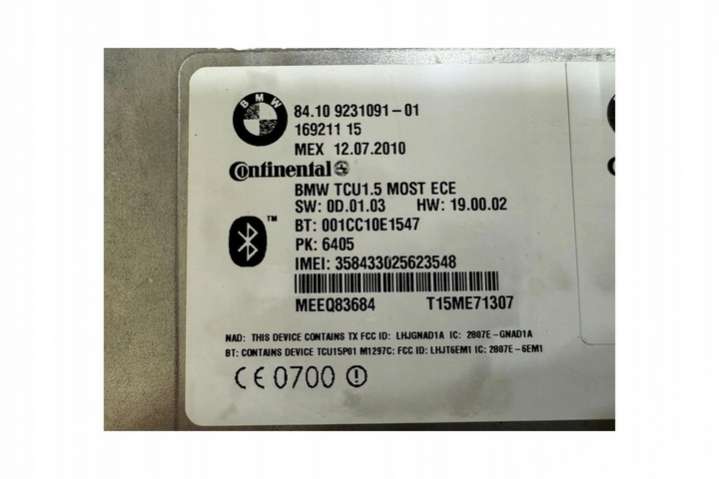 BMW
84.10 9231091-01
169211 15
MEX 12.07.2010
Continental
BMW TCU1.5 MOST ECE
SW: 0D.01.03 HW: 19.00.02
™
BT: 001CC10E1547
PK: 6405
IMEI: 358433025623548
MEEQ83684 T15ME71307
NAD: THIS DEVICE CONTAINS TX FCC ID: LHJGNAD1A IC: 2807E-GNAD1A
BT: CONTAINS DEVICE TCU15P01 M1297C; FCC ID: LHJT6EM1 IC: 2807E-6EM1
CE 0700